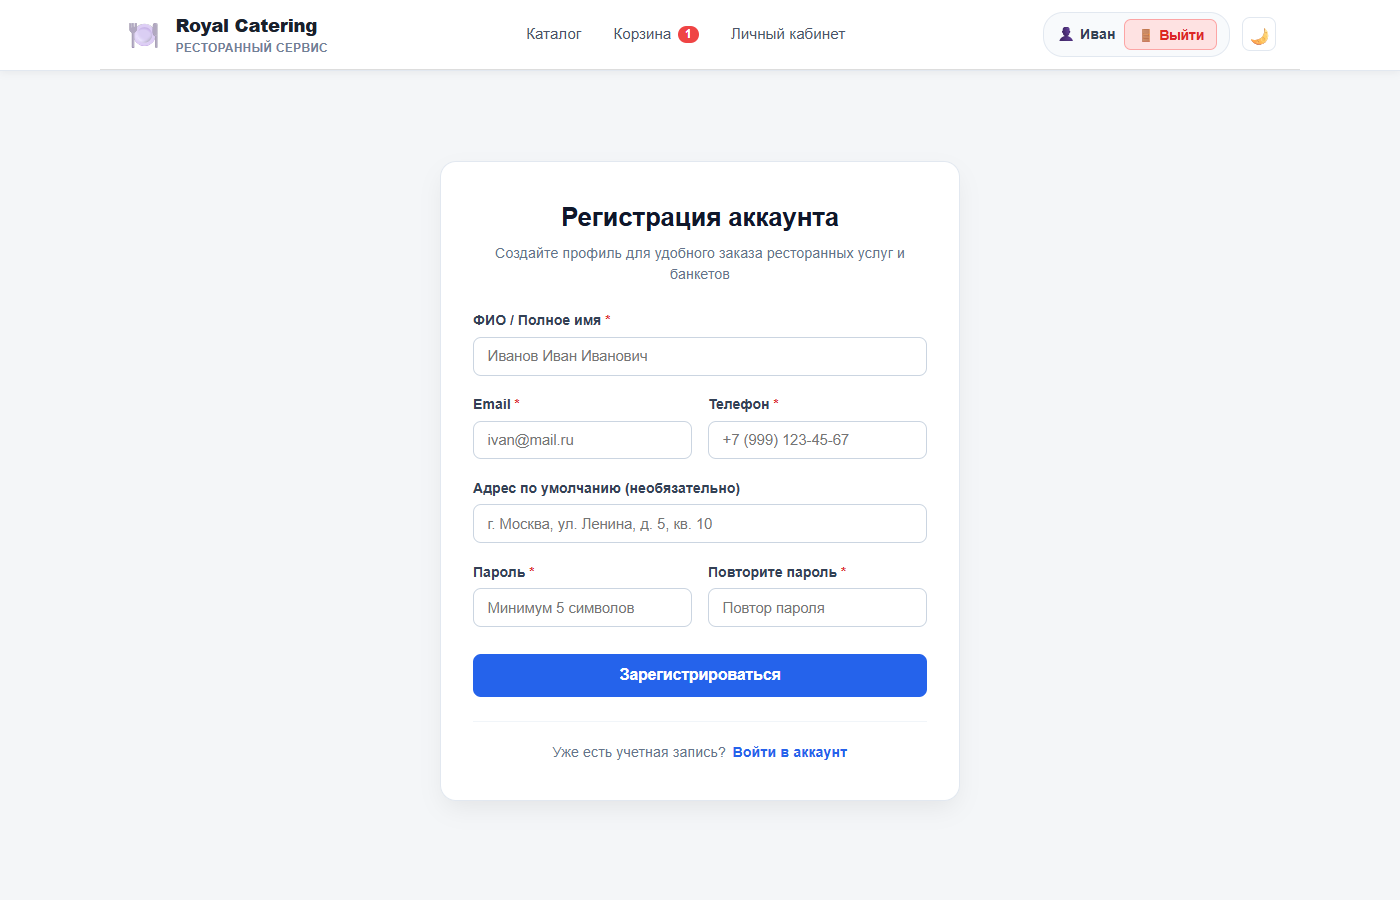 Royal Catering
РЕСТОРАННЫЙ СЕРВИС
Каталог
Корзина 1
Личный кабинет
Иван
Выйти
Регистрация аккаунта
Создайте профиль для удобного заказа ресторанных услуг и
банкетов
ФИО / Полное имя *
Иванов Иван Иванович
Email *
Телефон *
ivan@mail.ru
+7 (999) 123-45-67
Адрес по умолчанию (необязательно)
г. Москва, ул. Ленина, д. 5, кв. 10
Пароль *
Повторите пароль *
Минимум 5 символов
Повтор пароля
Зарегистрироваться
Уже есть учетная запись? Войти в аккаунт